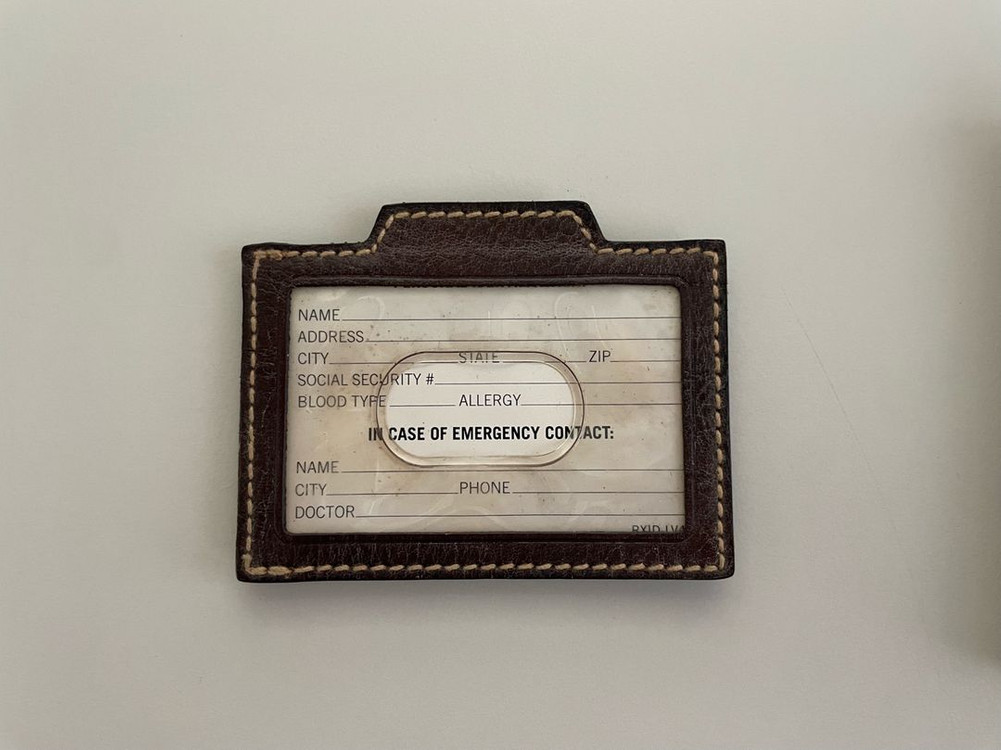 NAME
ADDRESS
CITY STATE ZIP
SOCIAL SECURITY #
BLOOD TYPE ALLERGY
IN CASE OF EMERGENCY CONTACT:
NAME
CITY PHONE
DOCTOR